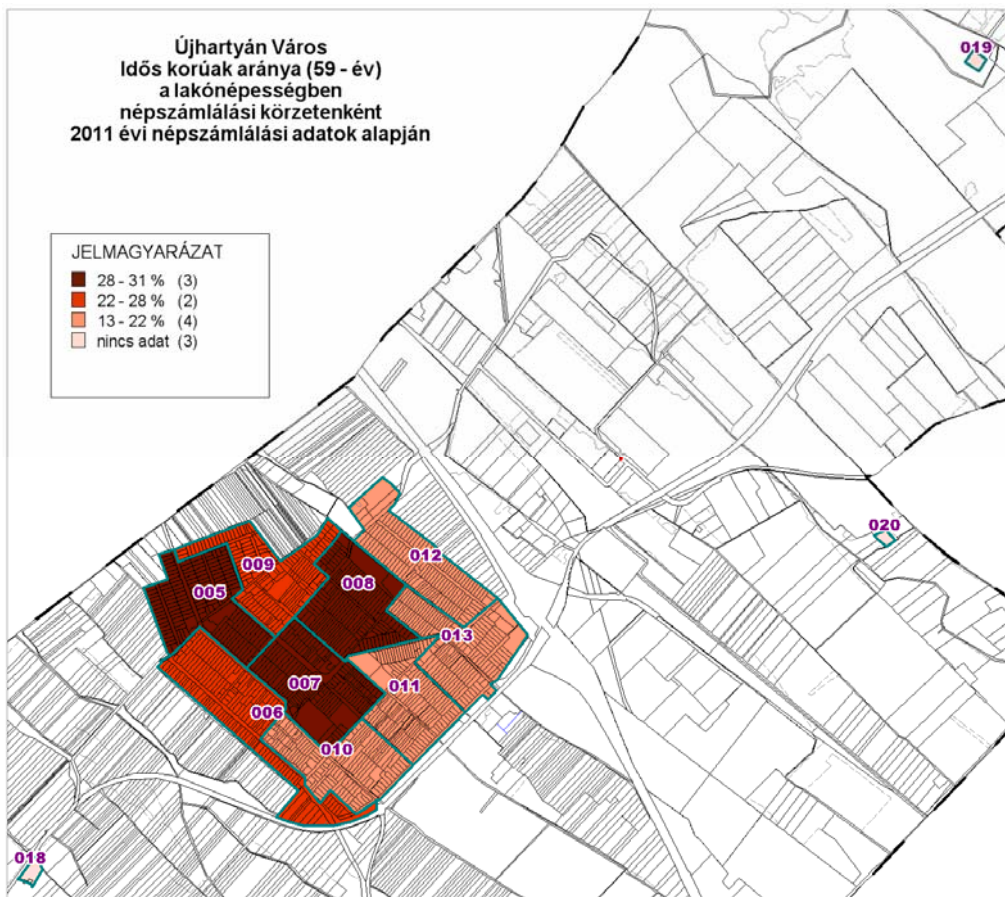 Újhartyán Város
Idős korúak aránya (59 - év)
a lakónépességben
népszámlálási körzetenként
2011 évi népszámlálási adatok alapján
JELMAGYARÁZAT
28 - 31 % (3)
22 - 28 % (2)
13 - 22 % (4)
nincs adat (3)
019
020
012
009
008
005
013
007
011
006
010
018